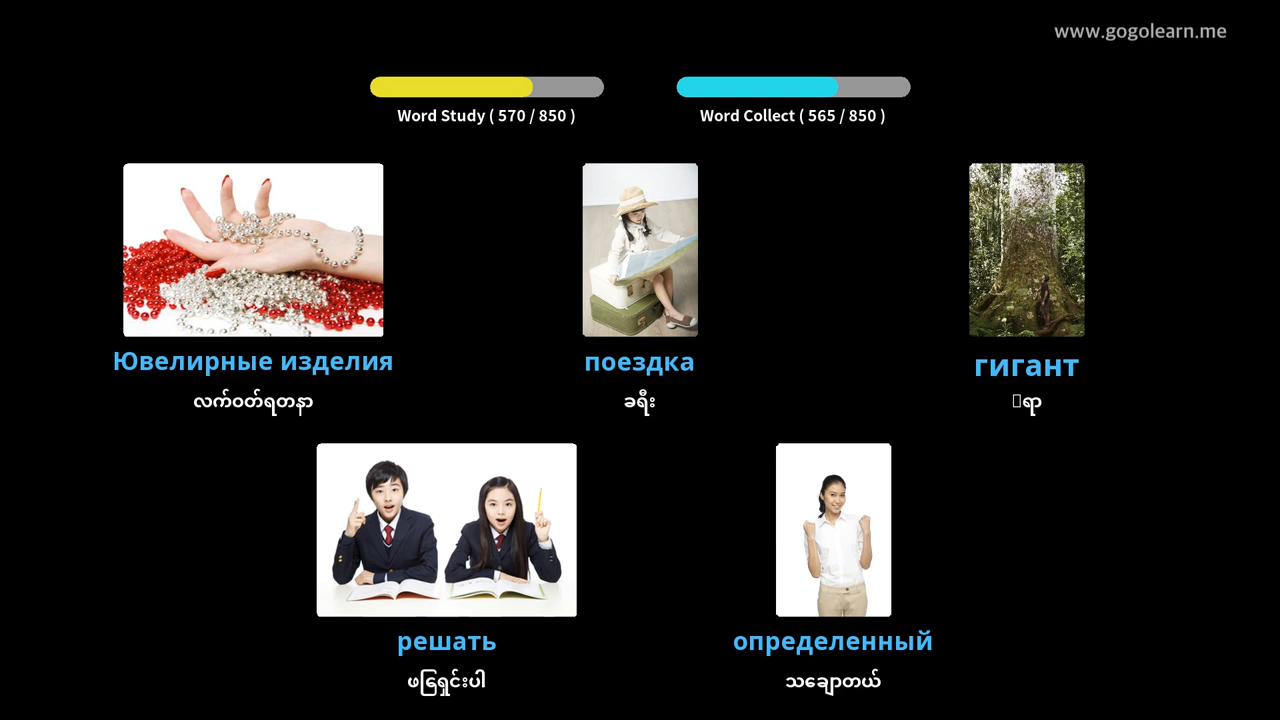 www.gogolearn.me
Word Study ( 570 / 850 )
Word Collect ( 565 / 850 )
Ювелирные изделия
поездка
гигант
လက်ဝတ်ရတနာ
ခရီး
ရာ
решать
определенный
ဖြေရှင်းပါ
သချောတယ်